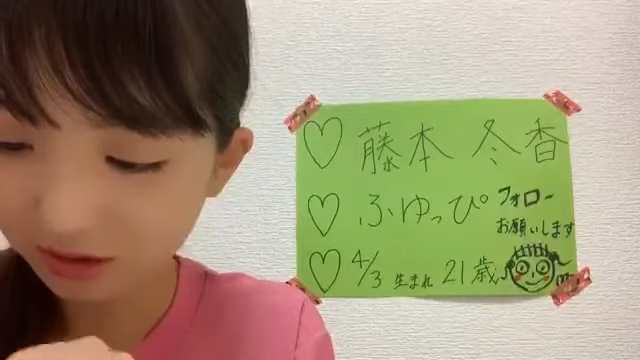 ♡ 藤本 冬香
♡ ふゆっぴ
フォロー
お願いします
♡ 4/3 生まれ 21歳